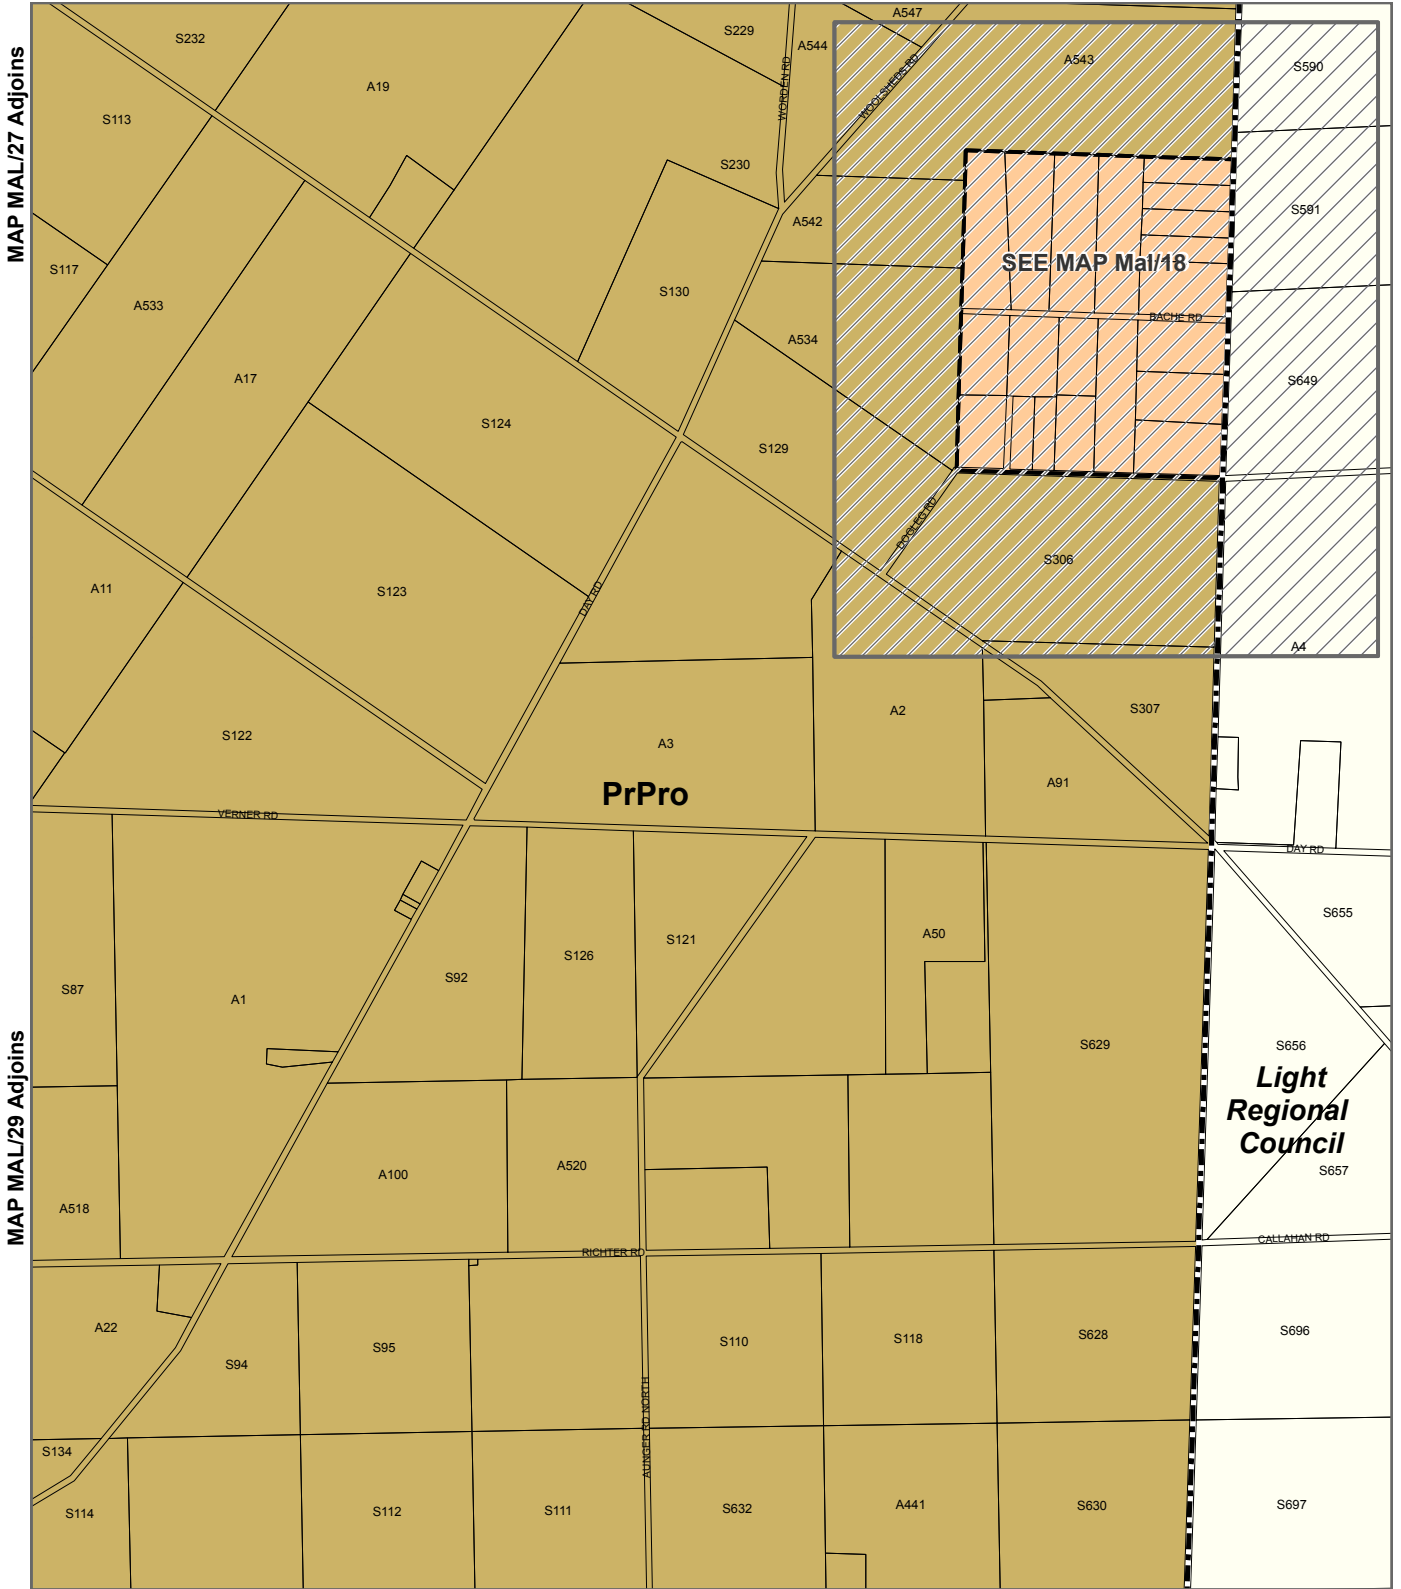 MAP MAL/27 Adjoins
MAP MAL/29 Adjoins
S232
S229
A547
A544
A543
S590
A19
S113
WORDEN RD
WOOLSHEDS RD
S230
S591
A542
SEE MAP Mal/18
S117
A533
S130
BACHE RD
A534
A17
S649
S124
S129
DOGLEG RD
S306
A11
S123
DAY RD
A4
S307
A2
S122
A3
A91
PrPro
VERNER RD
DAY RD
S655
A50
S121
S126
S92
S87
A1
S629
S656
Light
Regional
Council
S657
A520
A100
A518
CALLAHAN RD
RICHTER RD
A22
S696
S628
S118
S110
S95
S94
AUNGER RD NORTH
S134
S697
S630
A441
S632
S111
S112
S114